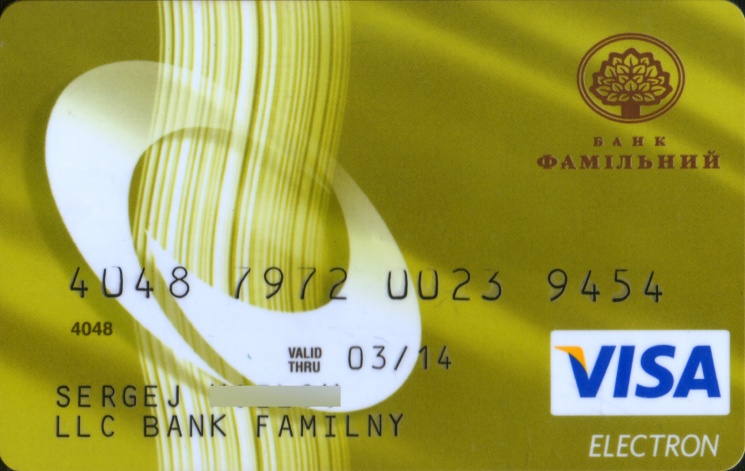 БАНК
ФАМІЛЬНИЙ
4048 7972 0023 9454
4048
VALID
THRU 03/14
SERGEJ
LLC BANK FAMILNY
VISA
ELECTRON